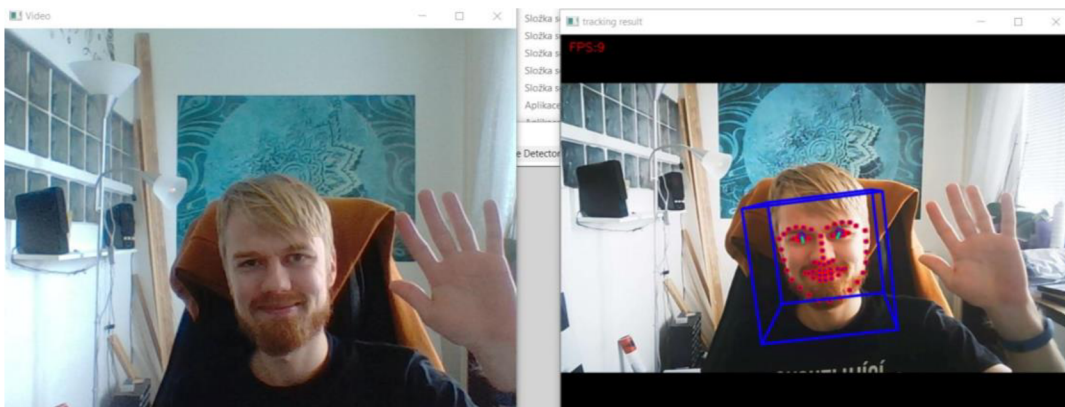 Video
Složka s
Složka s
Složka s
Složka s
Složka s
Aplikace
e Detector
tracking result
FPS:9